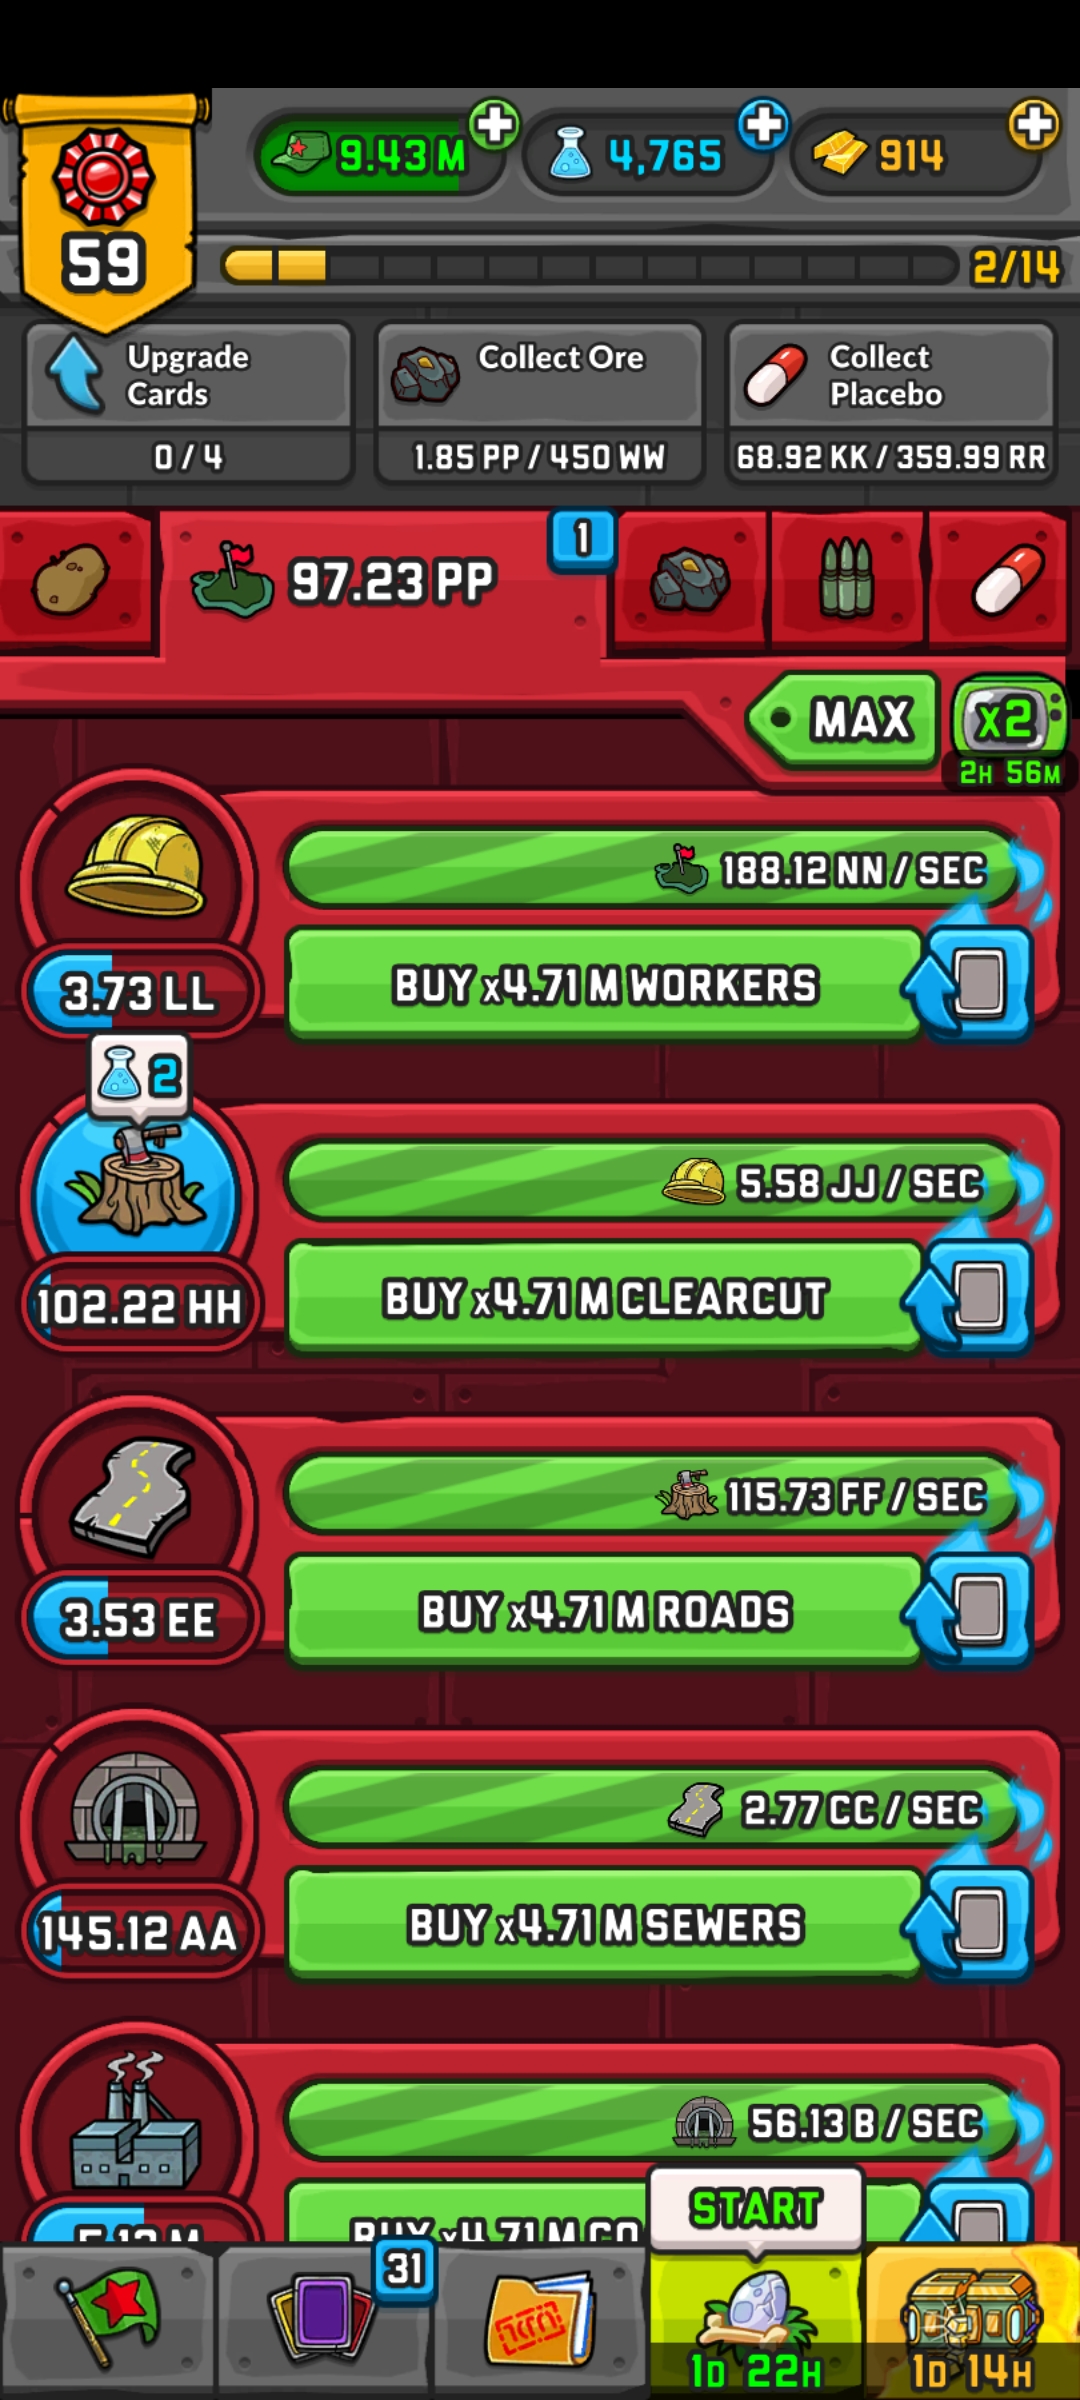 59
9.43 M
4,765
914
2/14
Upgrade
Cards
0 / 4
Collect Ore
1.85 PP / 450 WW
Collect
Placebo
68.92 KK / 359.99 RR
97.23 PP
1
MAX
x2
2H 56M
188.12 NN / SEC
3.73 LL
BUY x4.71 M WORKERS
2
5.58 JJ / SEC
102.22 HH
BUY x4.71 M CLEARCUT
115.73 FF / SEC
3.53 EE
BUY x4.71 M ROADS
2.77 CC / SEC
145.12 AA
BUY x4.71 M SEWERS
56.13 B / SEC
BUY x4.71 M CO
START
31
1D 22H
1D 14H